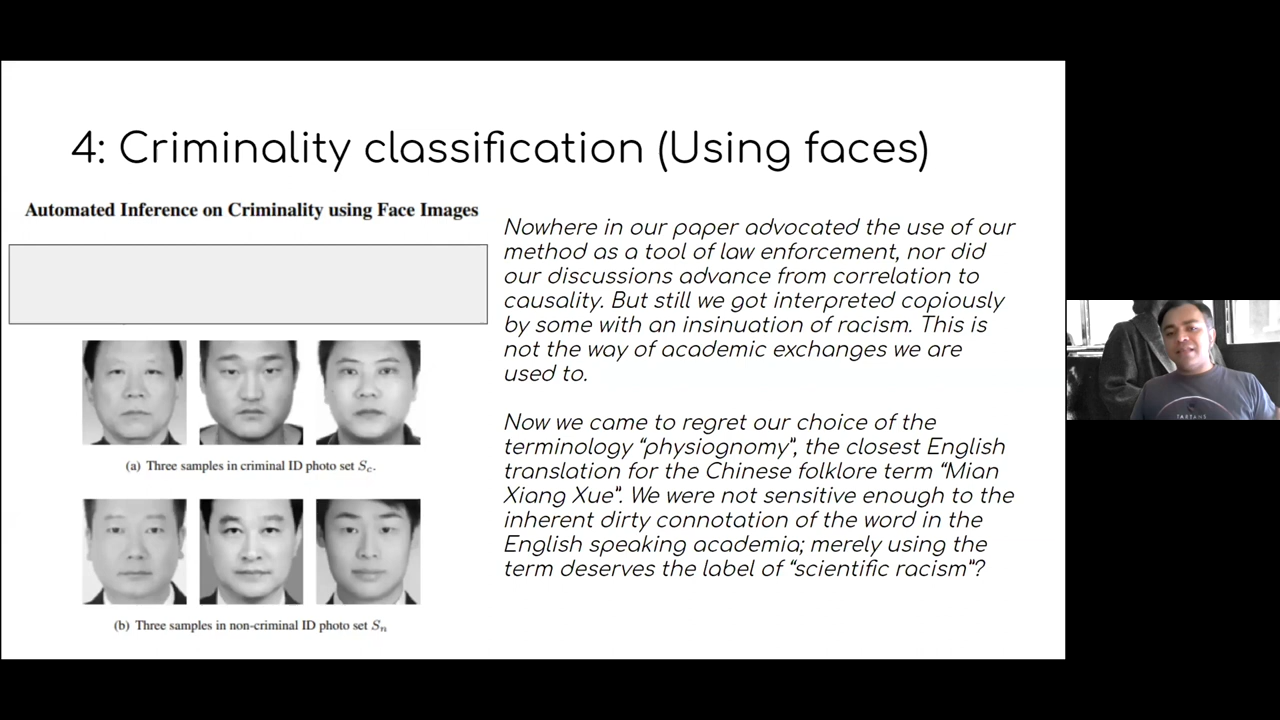 4: Criminality classification (Using faces)
Automated Inference on Criminality using Face Images
(a) Three samples in criminal ID photo set Sc.
(b) Three samples in non-criminal ID photo set Sn
Nowhere in our paper advocated the use of our
method as a tool of law enforcement, nor did
our discussions advance from correlation to
causality. But still we got interpreted copiously
by some with an insinuation of racism. This is
not the way of academic exchanges we are
used to.
Now we came to regret our choice of the
terminology “physiognomy”, the closest English
translation for the Chinese folklore term “Mian
Xiang Xue”. We were not sensitive enough to the
inherent dirty connotation of the word in the
English speaking academia; merely using the
term deserves the label of “scientific racism”?
TARTANS